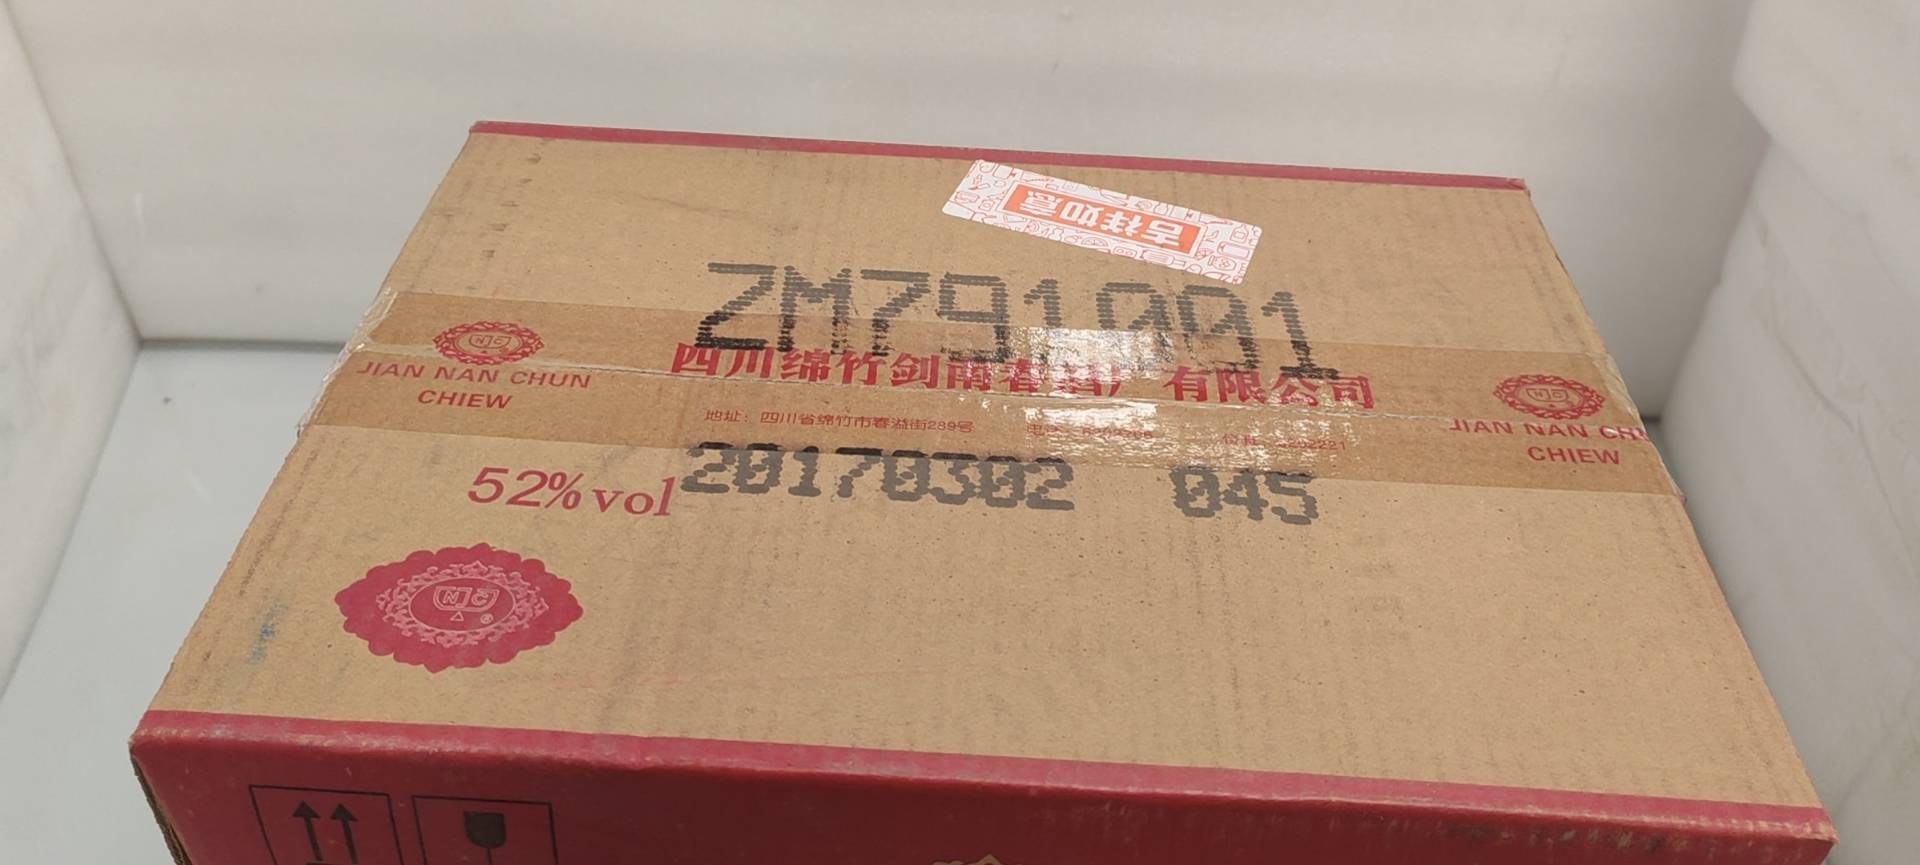 吉祥如意
ZM791001
四川绵竹剑南春酒厂有限公司
JIAN NAN CHUN
CHIEW
JIAN NAN CHU
CHIEW
地址：四川省绵竹市春溢街289号
20170302 045
52%vol